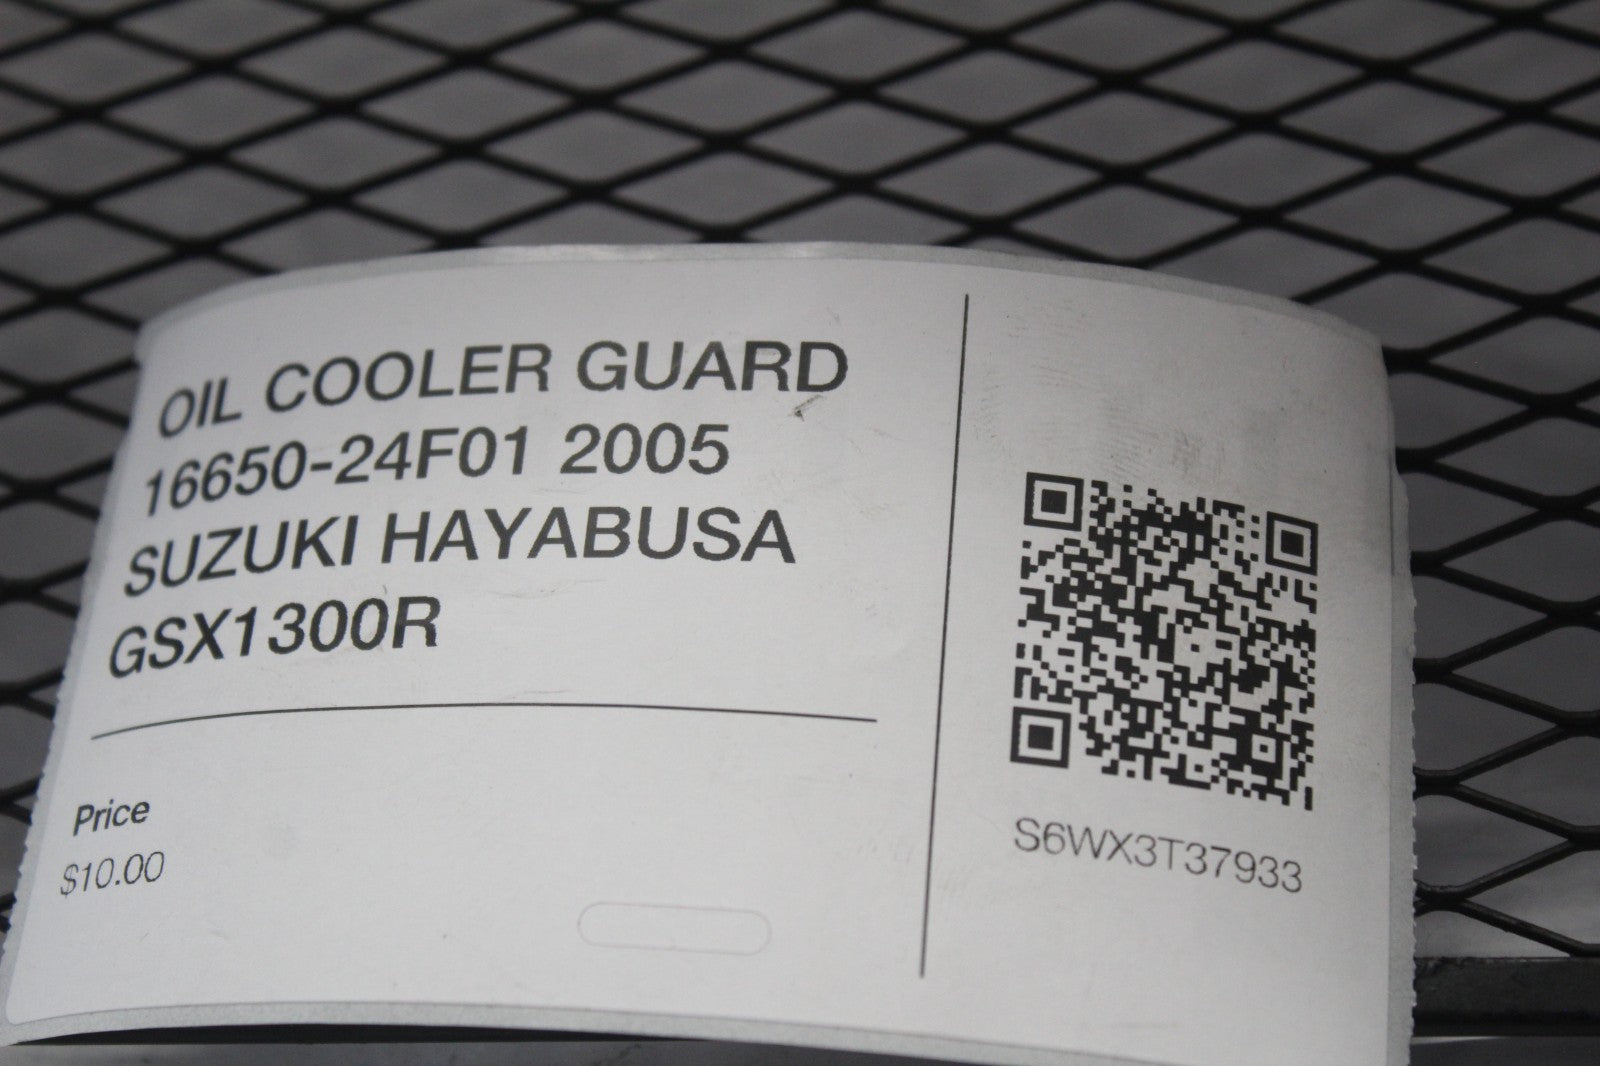 OIL COOLER GUARD
16650-24F01 2005
SUZUKI HAYABUSA
GSX1300R
Price
$10.00
S6WX3T37933